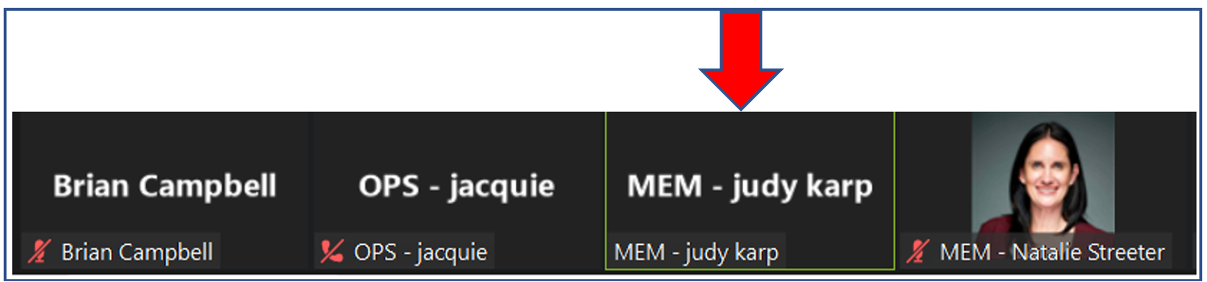 Brian Campbell
OPS - jacquie
MEM - judy karp
Brian Campbell
OPS - jacquie
MEM - judy karp
MEM - Natalie Streeter